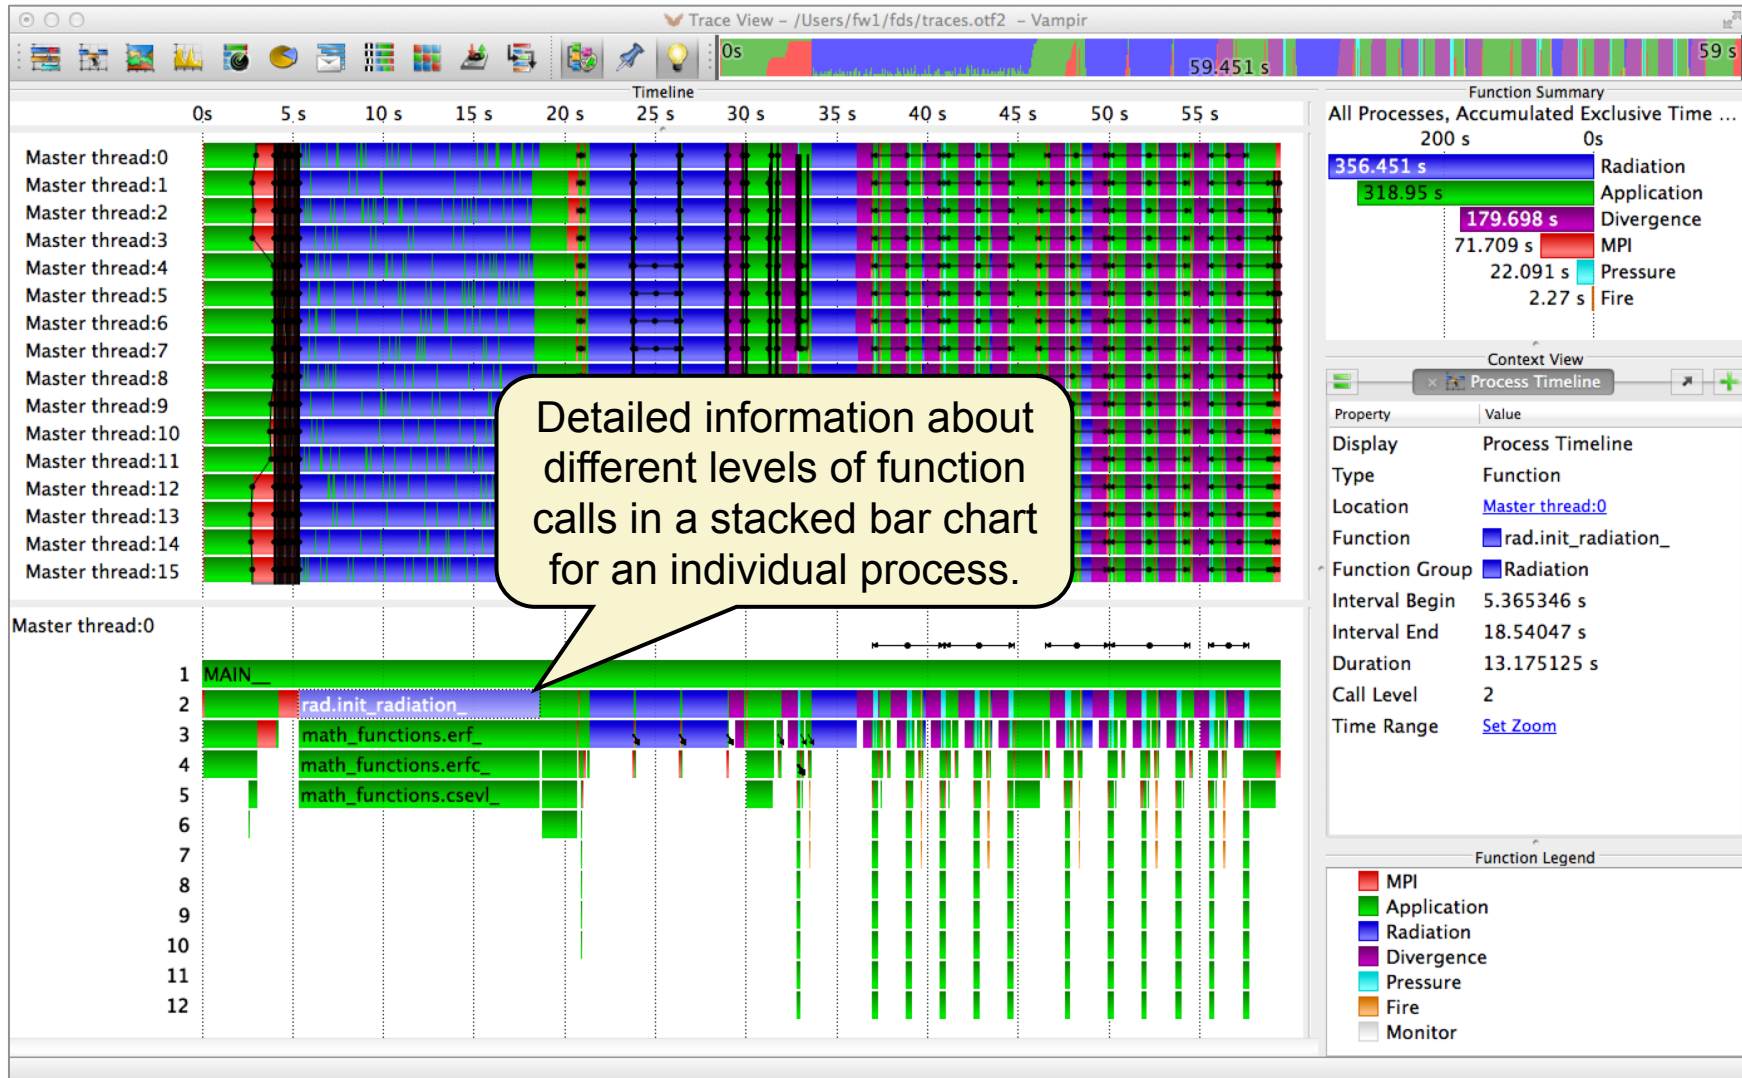 Trace View – /Users/fw1/fds/traces.otf2 – Vampir
0s
59.451 s
59 s
Timeline
0s 5 s 10 s 15 s 20 s 25 s 30 s 35 s 40 s 45 s 50 s 55 s
Master thread:0
Master thread:1
Master thread:2
Master thread:3
Master thread:4
Master thread:5
Master thread:6
Master thread:7
Master thread:8
Master thread:9
Master thread:10
Master thread:11
Master thread:12
Master thread:13
Master thread:14
Master thread:15
Detailed information about
different levels of function
calls in a stacked bar chart
for an individual process.
Master thread:0
1 MAIN__
2 rad.init_radiation_
3 math_functions.erf_
4 math_functions.erfc_
5 math_functions.csevl_
6
7
8
9
10
11
12
Function Summary
All Processes, Accumulated Exclusive Time ...
200 s 0s
356.451 s Radiation
318.95 s Application
179.698 s Divergence
71.709 s MPI
22.091 s Pressure
2.27 s Fire
Context View
Process Timeline
Property Value
Display Process Timeline
Type Function
Location Master thread:0
Function rad.init_radiation_
Function Group Radiation
Interval Begin 5.365346 s
Interval End 18.54047 s
Duration 13.175125 s
Call Level 2
Time Range Set Zoom
Function Legend
MPI
Application
Radiation
Divergence
Pressure
Fire
Monitor